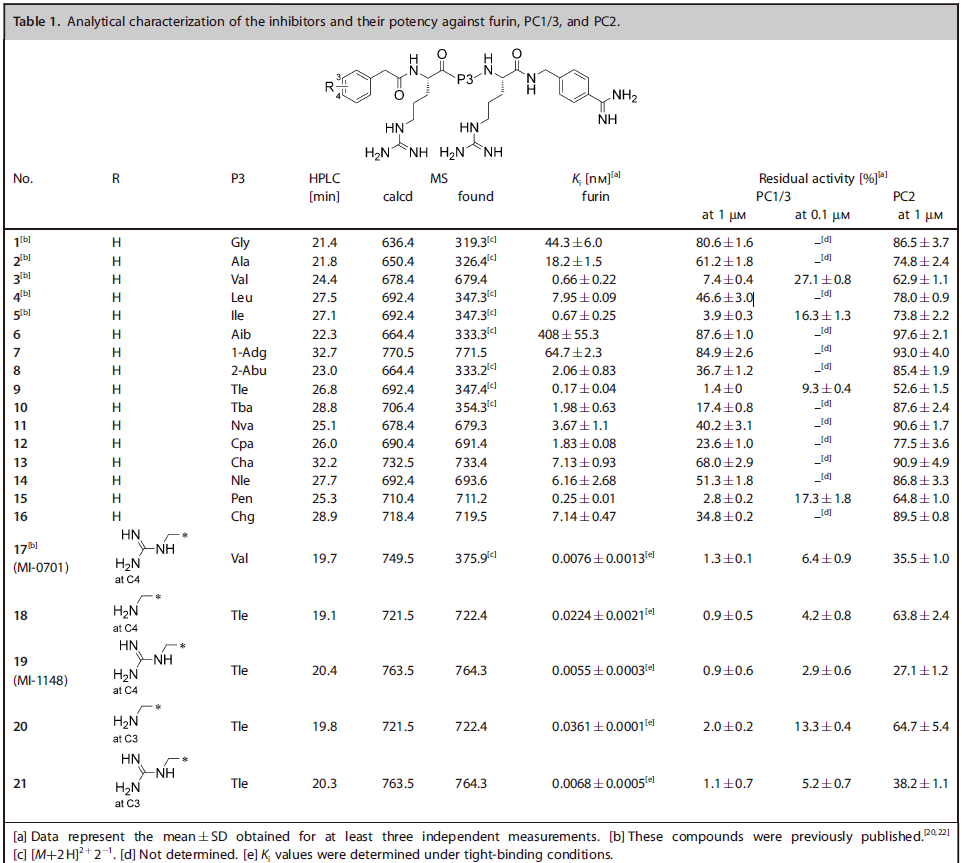 Table 1. Analytical characterization of the inhibitors and their potency against furin, PC1/3, and PC2.
R 3 4 O H N O P3 H N O N H NH2 NH
HN H2N NH HN H2N NH
No. R P3 HPLC MS Ki [nM][a] Residual activity [%][a]
[min] calcd found furin PC1/3 PC2
at 1 μM at 0.1 μM at 1 μM
1[b] H Gly 21.4 636.4 319.3[c] 44.3±6.0 80.6±1.6 –[d] 86.5±3.7
2[b] H Ala 21.8 650.4 326.4[c] 18.2±1.5 61.2±1.8 –[d] 74.8±2.4
3[b] H Val 24.4 678.4 679.4 0.66±0.22 7.4±0.4 27.1±0.8 62.9±1.1
4[b] H Leu 27.5 692.4 347.3[c] 7.95±0.09 46.6±3.0 –[d] 78.0±0.9
5[b] H Ile 27.1 692.4 347.3[c] 0.67±0.25 3.9±0.3 16.3±1.3 73.8±2.2
6 H Aib 22.3 664.4 333.3[c] 408±55.3 87.6±1.0 –[d] 97.6±2.1
7 H 1-Adg 32.7 770.5 771.5 64.7±2.3 84.9±2.6 –[d] 93.0±4.0
8 H 2-Abu 23.0 664.4 333.2[c] 2.06±0.83 36.7±1.2 –[d] 85.4±1.9
9 H Tle 26.8 692.4 347.4[c] 0.17±0.04 1.4±0 9.3±0.4 52.6±1.5
10 H Tba 28.8 706.4 354.3[c] 1.98±0.63 17.4±0.8 –[d] 87.6±2.4
11 H Nva 25.1 678.4 679.3 3.67±1.1 40.2±3.1 –[d] 90.6±1.7
12 H Cpa 26.0 690.4 691.4 1.83±0.08 23.6±1.0 –[d] 77.5±3.6
13 H Cha 32.2 732.5 733.4 7.13±0.93 68.0±2.9 –[d] 90.9±4.9
14 H Nle 27.7 692.4 693.6 6.16±2.68 51.3±1.8 –[d] 86.8±3.3
15 H Pen 25.3 710.4 711.2 0.25±0.01 2.8±0.2 17.3±1.8 64.8±1.0
16 H Chg 28.9 718.4 719.5 7.14±0.47 34.8±0.2 –[d] 89.5±0.8
17[b] HN NH * H2N at C4 Val 19.7 749.5 375.9[c] 0.0076±0.0013[e] 1.3±0.1 6.4±0.9 35.5±1.0
(MI-0701)
18 H2N * at C4 Tle 19.1 721.5 722.4 0.0224±0.0021[e] 0.9±0.5 4.2±0.8 63.8±2.4
19 HN NH * H2N at C4 Tle 20.4 763.5 764.3 0.0055±0.0003[e] 0.9±0.6 2.9±0.6 27.1±1.2
(MI-1148)
20 H2N * at C3 Tle 19.8 721.5 722.4 0.0361±0.0001[e] 2.0±0.2 13.3±0.4 64.7±5.4
21 HN NH * H2N at C3 Tle 20.3 763.5 764.3 0.0068±0.0005[e] 1.1±0.7 5.2±0.7 38.2±1.1
[a] Data represent the mean±SD obtained for at least three independent measurements. [b] These compounds were previously published.[20,22]
[c] [M+2H]2+2−1. [d] Not determined. [e] Ki values were determined under tight-binding conditions.